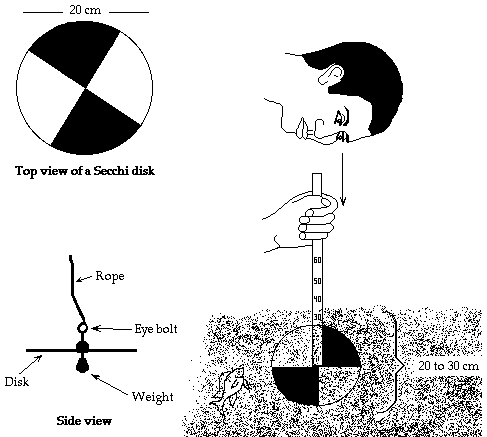 20 cm
Top view of a Secchi disk
Rope
Eye bolt
Disk
Weight
Side view
60
50
40
30
20 to 30 cm